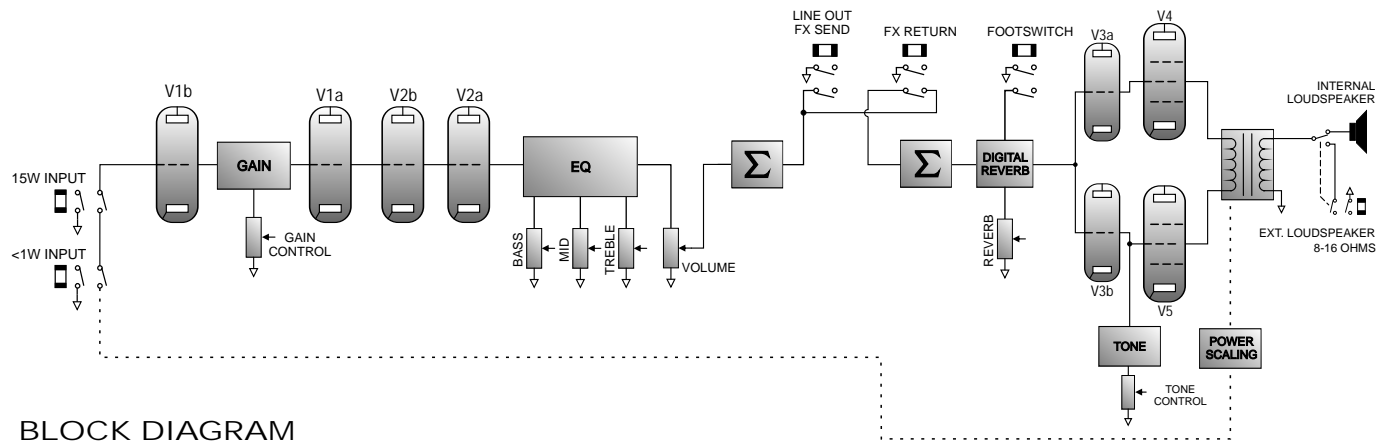 LINE OUT
FX SEND
FX RETURN
FOOTSWITCH
V3a
V4
V1b
V1a
V2b
V2a
INTERNAL
LOUDSPEAKER
GAIN
EQ
Σ
Σ
DIGITAL
REVERB
15W INPUT
<1W INPUT
GAIN
CONTROL
BASS
MID
TREBLE
VOLUME
REVERB
V3b
V5
EXT. LOUDSPEAKER
8-16 OHMS
TONE
POWER
SCALING
TONE
CONTROL
BLOCK DIAGRAM